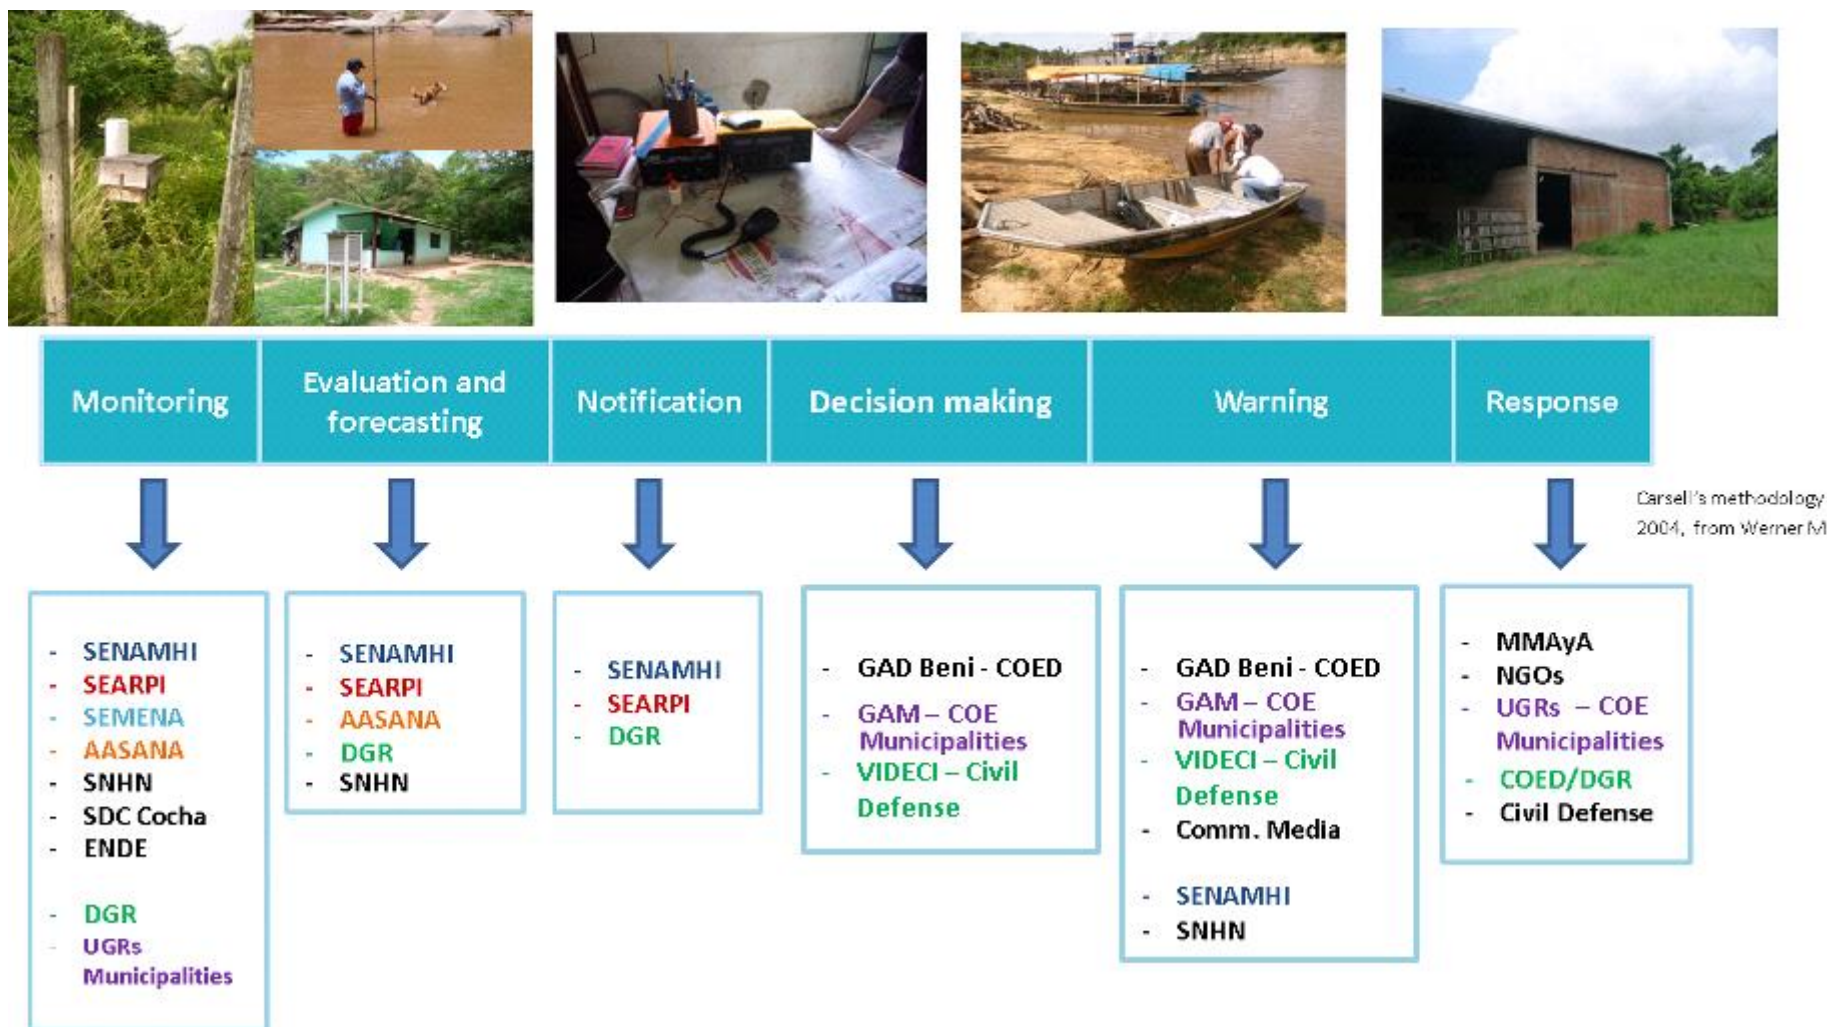 Monitoring
Evaluation and
forecasting
Notification
Decision making
Warning
Response
Carsell's methodology
2004, from Werner M
- SENAMHI
- SEARPI
- SEMENA
- AASANA
- SNHN
- SDC Cocha
- ENDE
- DGR
- UGRs
Municipalities
- SENAMHI
- SEARPI
- AASANA
- DGR
- SNHN
- SENAMHI
- SEARPI
- DGR
- GAD Beni - COED
- GAM – COE
Municipalities
- VIDECI – Civil
Defense
- GAD Beni - COED
- GAM – COE
Municipalities
- VIDECI – Civil
Defense
- Comm. Media
- SENAMHI
- SNHN
- MMAyA
- NGOs
- UGRs – COE
Municipalities
- COED/DGR
- Civil Defense